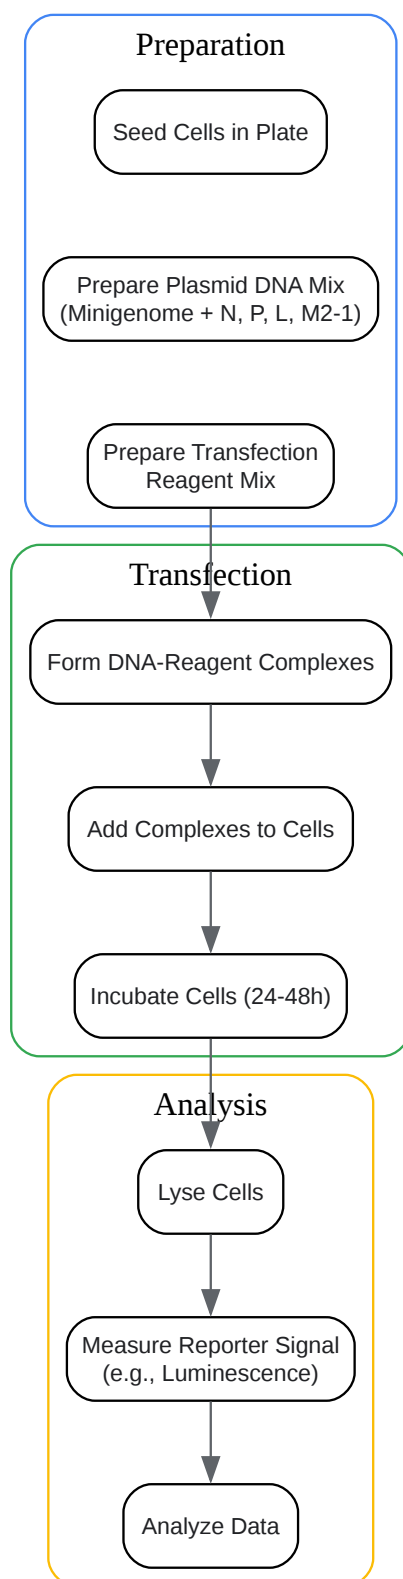 Preparation
Seed Cells in Plate
Prepare Plasmid DNA Mix
(Minigenome + N, P, L, M2-1)
Prepare Transfection
Reagent Mix
Transfection
Form DNA-Reagent Complexes
Add Complexes to Cells
Incubate Cells (24-48h)
Analysis
Lyse Cells
Measure Reporter Signal
(e.g., Luminescence)
Analyze Data